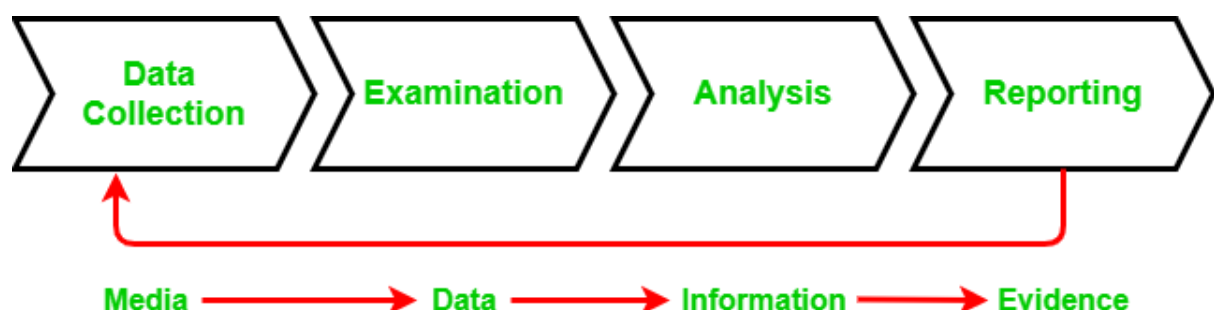 Data
Collection
Examination
Analysis
Reporting
Media
Data
Information
Evidence